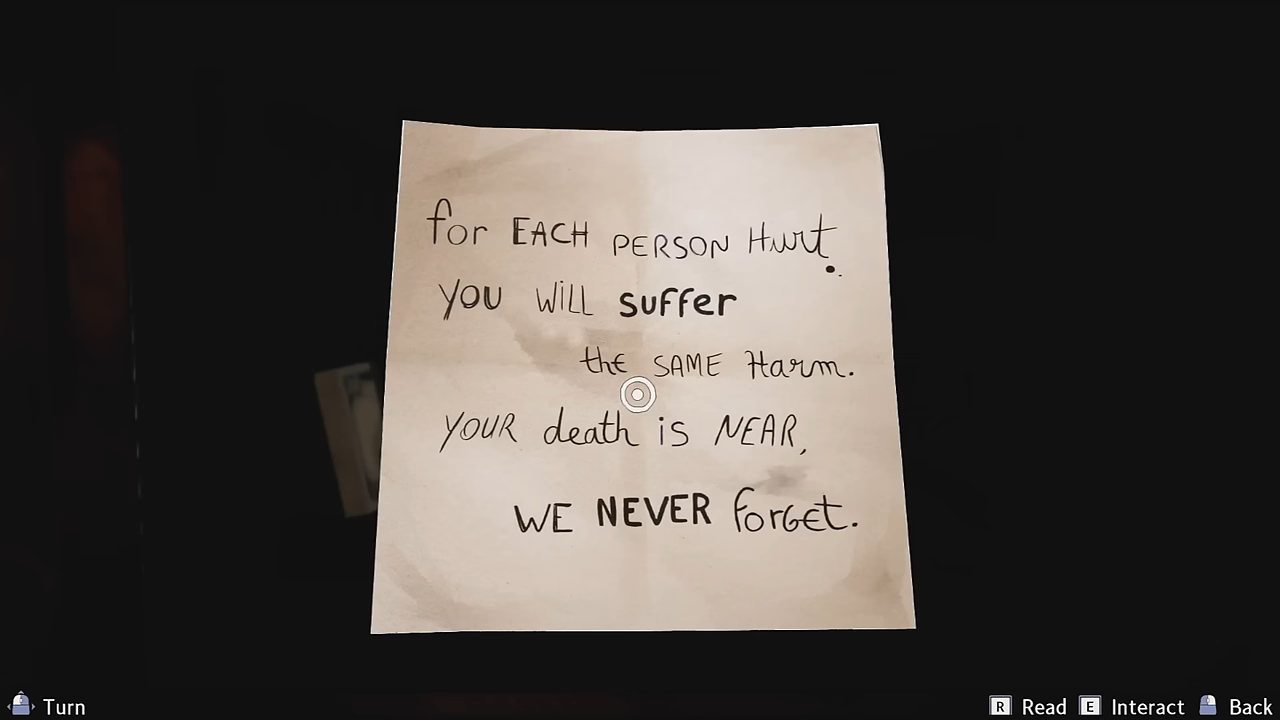 for EACH PERSON Hurt.
YOU WiLL suffer
the SAME Harm.
YOUR death is NEAR,
WE NEVER forGEt.
Turn
R Read E Interact Back